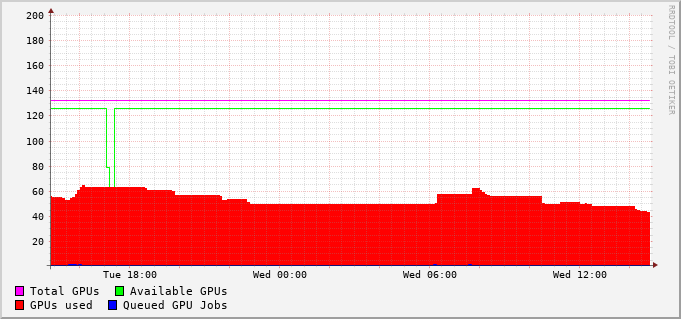 200
180
160
140
120
100
80
60
40
20
Tue 18:00 Wed 00:00 Wed 06:00 Wed 12:00
Total GPUs Available GPUs
GPUs used Queued GPU Jobs
RRDTOOL / TOBI OETIKER